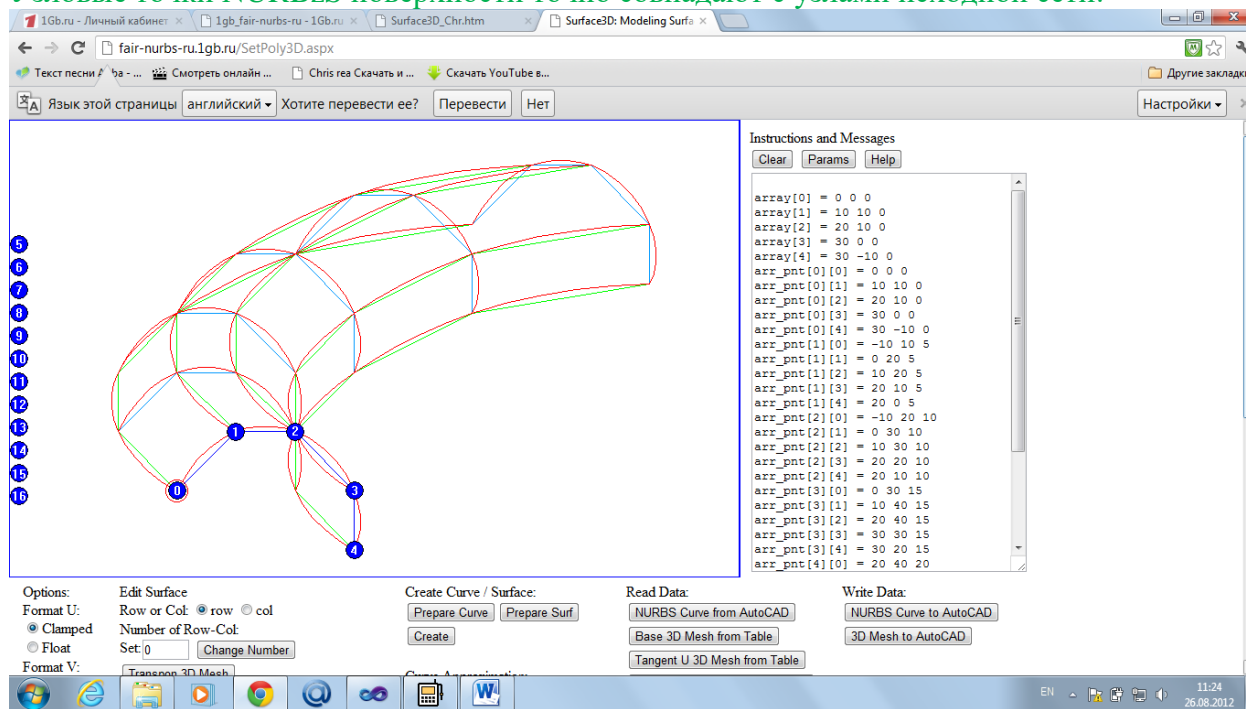 Угловые точки NURBLS поверхности точно совпадают с узлами исходной сети.
1Gb.ru - Личный кабинет
1gb_fair-nurbs-ru - 1Gb.ru
Surface3D_Chr.htm
Surface3D: Modeling Surfa
fair-nurbs-ru.1gb.ru/SetPoly3D.aspx
Смотреть онлайн ...
Chris rea Скачать и ...
Скачать YouTube в...
Другие закладки
Язык этой страницы английский Хотите перевести ее? Перевести Нет Настройки
Instructions and Messages
Clear Params Help
array[0] = 0 0 0
array[1] = 10 10 0
array[2] = 20 10 0
array[3] = 30 0 0
array[4] = 30 -10 0
arr_pnt[0][0] = 0 0 0
arr_pnt[0][1] = 10 10 0
arr_pnt[0][2] = 20 10 0
arr_pnt[0][3] = 30 0 0
arr_pnt[0][4] = 30 -10 0
arr_pnt[1][0] = -10 10 5
arr_pnt[1][1] = 0 20 5
arr_pnt[1][2] = 10 20 5
arr_pnt[1][3] = 20 10 5
arr_pnt[1][4] = 20 0 5
arr_pnt[2][0] = -10 20 10
arr_pnt[2][1] = 0 30 10
arr_pnt[2][2] = 10 30 10
arr_pnt[2][3] = 20 20 10
arr_pnt[2][4] = 20 10 10
arr_pnt[3][0] = 0 30 15
arr_pnt[3][1] = 10 40 15
arr_pnt[3][2] = 20 40 15
arr_pnt[3][3] = 30 30 15
arr_pnt[3][4] = 30 20 15
arr_pnt[4][0] = 20 40 20
5
6
7
8
9
10
11
12
13
14
15
16
1
2
0
3
4
Options:
Format U:
Clamped
Float
Format V:
Edit Surface
Row or Col: row col
Number of Row-Col:
Set: 0 Change Number
Transpon 3D Mesh
Create Curve / Surface:
Prepare Curve Prepare Surf
Create
Curve Approximation:
Read Data:
NURBS Curve from AutoCAD
Base 3D Mesh from Table
Tangent U 3D Mesh from Table
Write Data:
NURBS Curve to AutoCAD
3D Mesh to AutoCAD
EN
11:24
26.08.2012